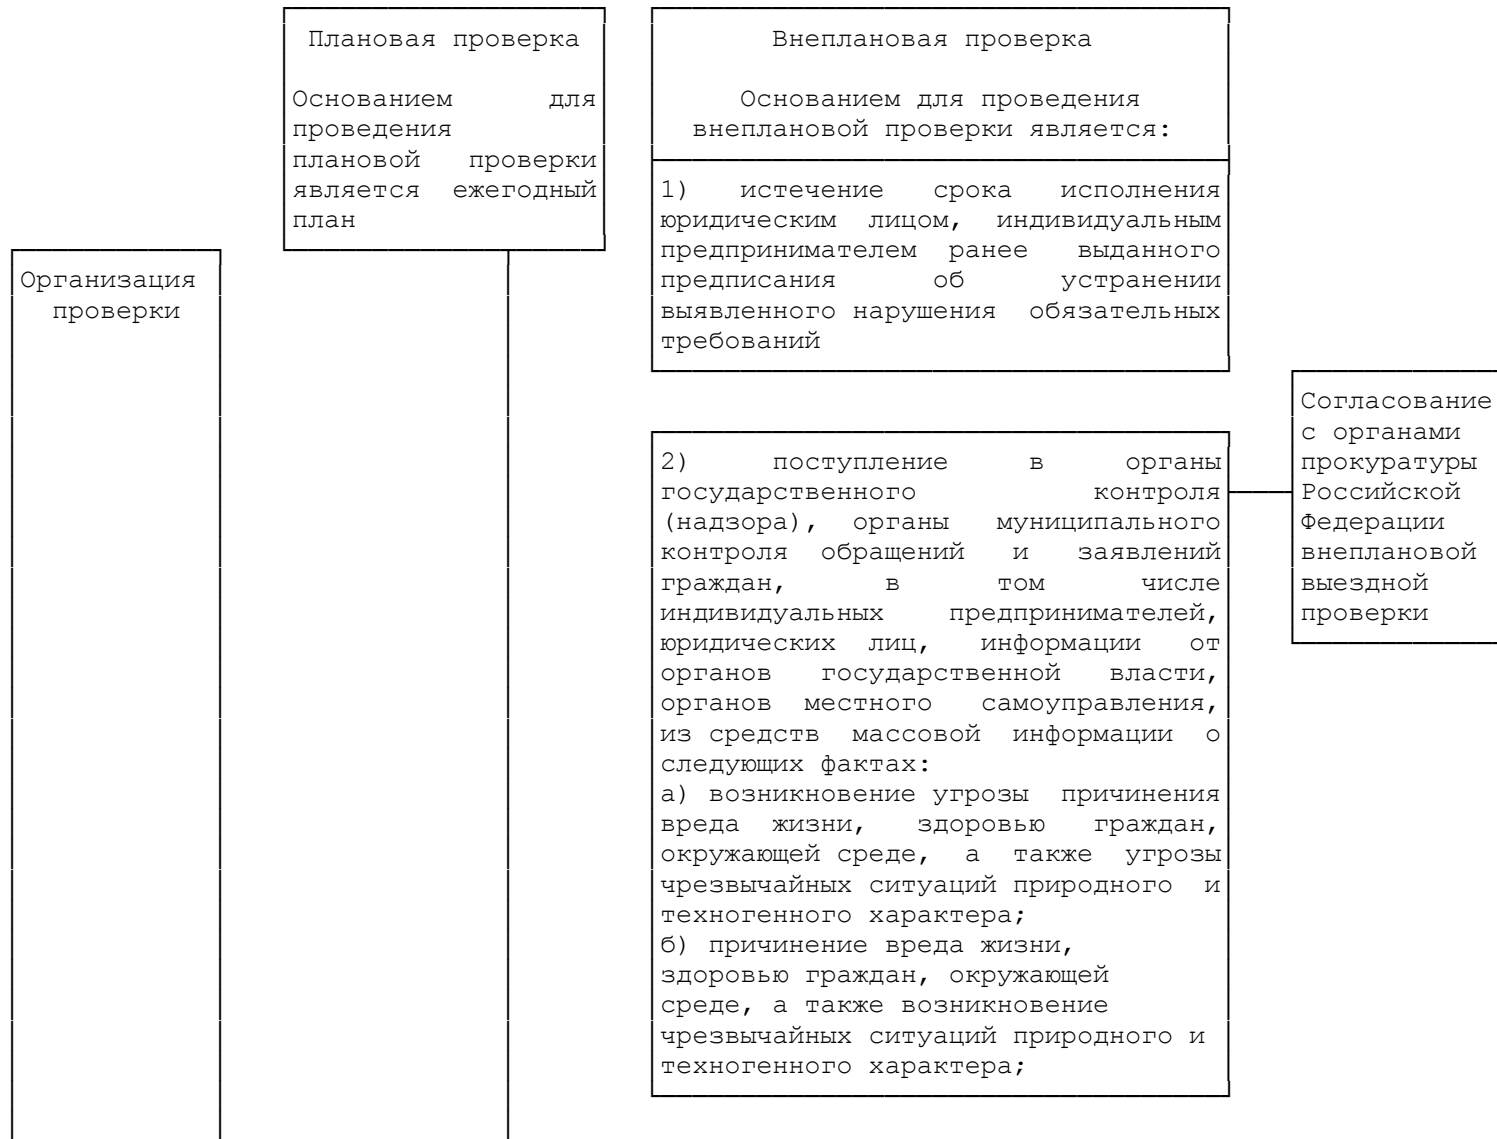 Плановая проверка
Основанием для
проведения
плановой проверки
является ежегодный
план
Внеплановая проверка
Основанием для проведения
внеплановой проверки является:
1) истечение срока исполнения
юридическим лицом, индивидуальным
предпринимателем ранее выданного
предписания об устранении
выявленного нарушения обязательных
требований
Организация
проверки
2) поступление в органы
государственного контроля
(надзора), органы муниципального
контроля обращений и заявлений
граждан, в том числе
индивидуальных предпринимателей,
юридических лиц, информации от
органов государственной власти,
органов местного самоуправления,
из средств массовой информации о
следующих фактах:
а) возникновение угрозы причинения
вреда жизни, здоровью граждан,
окружающей среде, а также угрозы
чрезвычайных ситуаций природного и
техногенного характера;
б) причинение вреда жизни,
здоровью граждан, окружающей
среде, а также возникновение
чрезвычайных ситуаций природного и
техногенного характера;
Согласование
с органами
прокуратуры
Российской
Федерации
внеплановой
выездной
проверки